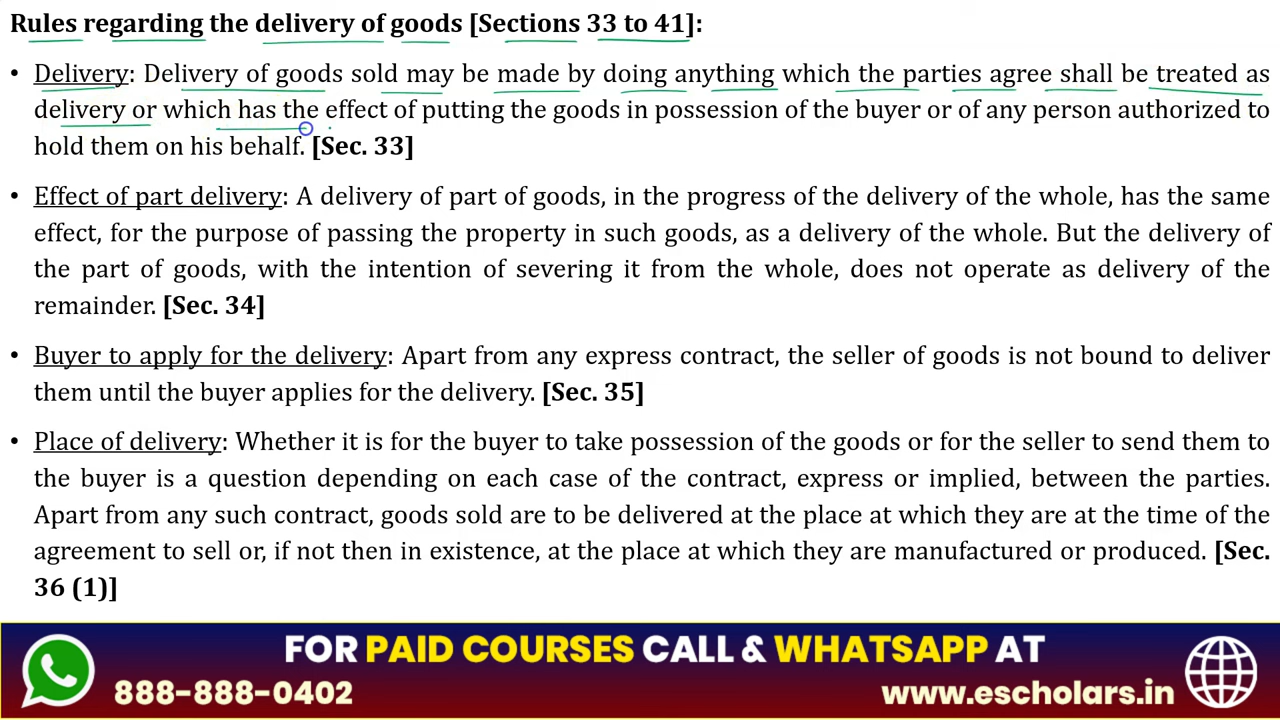 Rules regarding the delivery of goods [Sections 33 to 41]:
• Delivery: Delivery of goods sold may be made by doing anything which the parties agree shall be treated as
delivery or which has the effect of putting the goods in possession of the buyer or of any person authorized to
hold them on his behalf. [Sec. 33]
• Effect of part delivery: A delivery of part of goods, in the progress of the delivery of the whole, has the same
effect, for the purpose of passing the property in such goods, as a delivery of the whole. But the delivery of
the part of goods, with the intention of severing it from the whole, does not operate as delivery of the
remainder. [Sec. 34]
• Buyer to apply for the delivery: Apart from any express contract, the seller of goods is not bound to deliver
them until the buyer applies for the delivery. [Sec. 35]
• Place of delivery: Whether it is for the buyer to take possession of the goods or for the seller to send them to
the buyer is a question depending on each case of the contract, express or implied, between the parties.
Apart from any such contract, goods sold are to be delivered at the place at which they are at the time of the
agreement to sell or, if not then in existence, at the place at which they are manufactured or produced. [Sec.
36 (1)]
FOR PAID COURSES CALL & WHATSAPP AT
888-888-0402
www.escholars.in